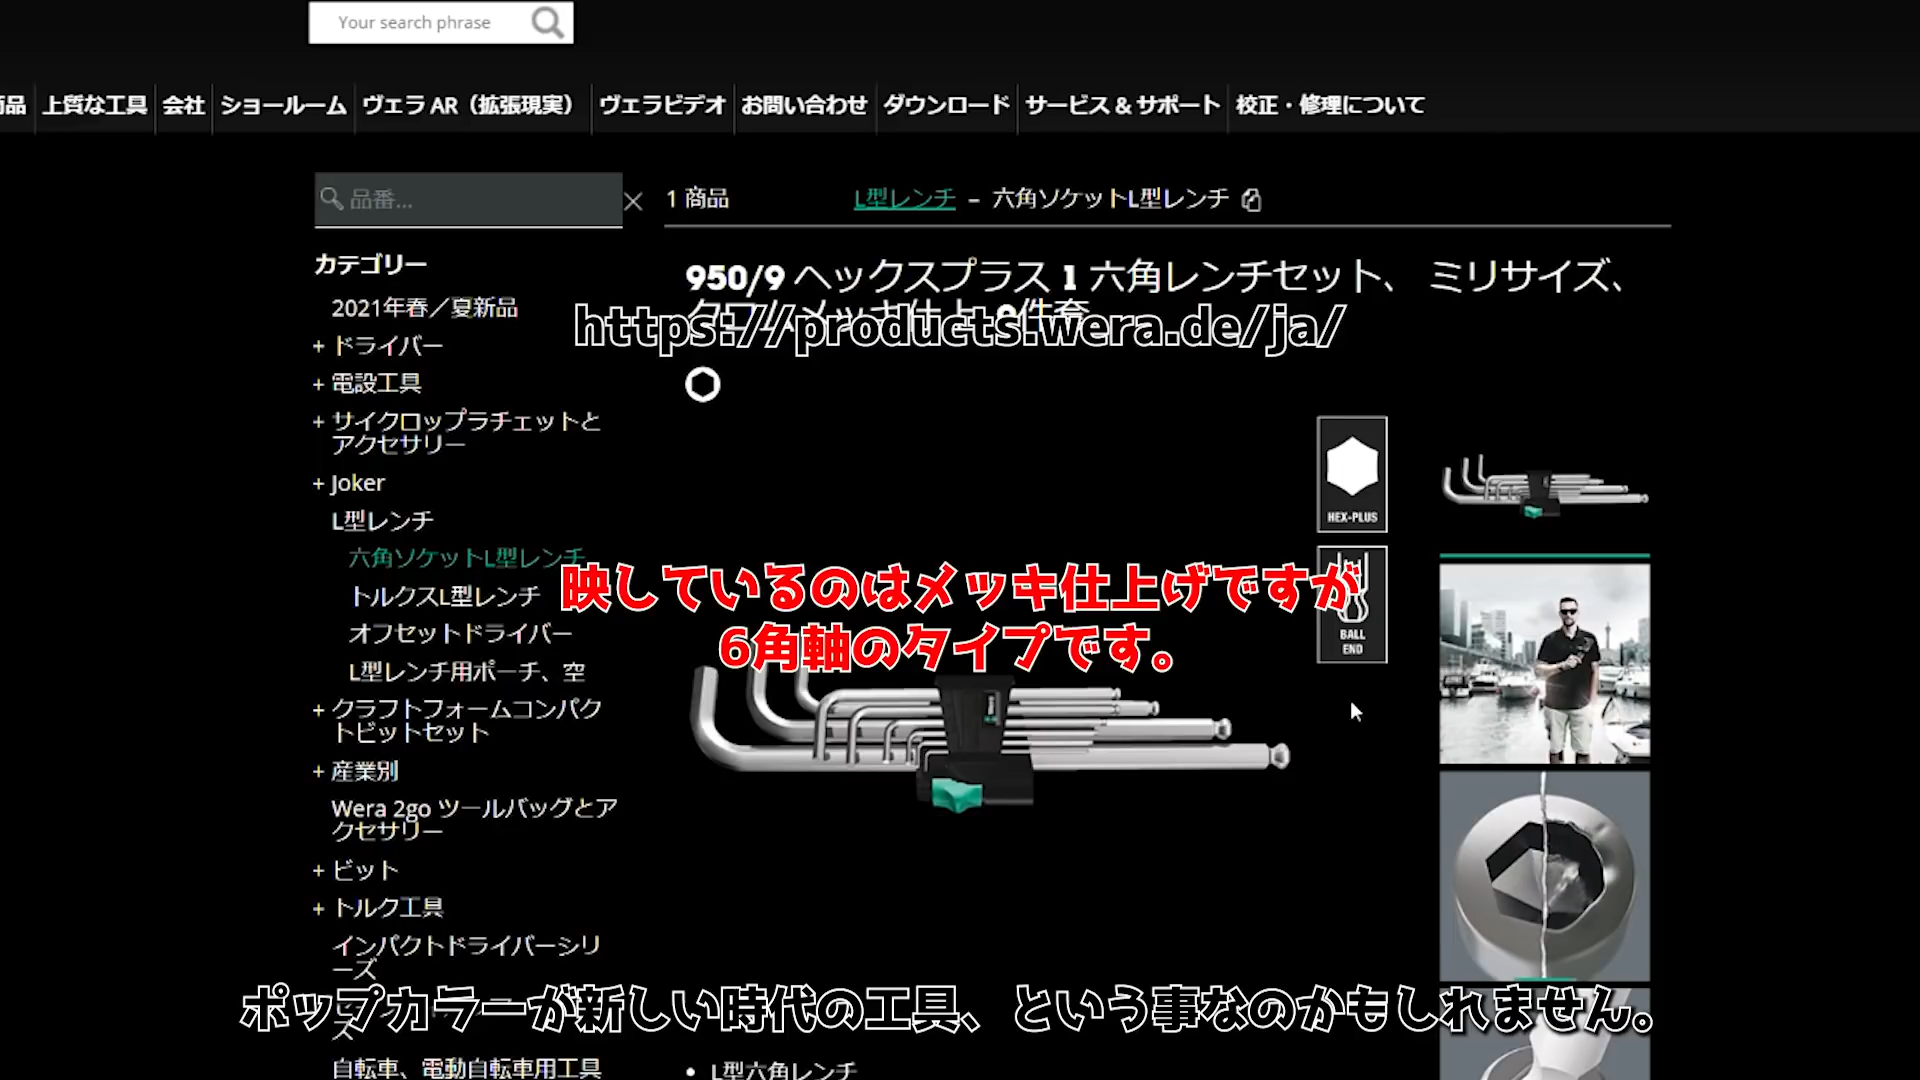 Your search phrase
商品
上質な工具
会社
ショールーム
ヴェラ AR（拡張現実）
ヴェラビデオ
お問い合わせ
ダウンロード
サービス & サポート
校正・修理について
品番...
1 商品
L型レンチ – 六角ソケットL型レンチ
カテゴリー
2021年春／夏新品
+ ドライバー
+ 電設工具
+ サイクロップラチェットと
アクセサリー
+ Joker
L型レンチ
六角ソケットL型レンチ
トルクスL型レンチ
オフセットドライバー
L型レンチ用ポーチ、空
+ クラフトフォームコンパク
トビットセット
+ 産業別
Wera 2go ツールバッグとア
クセサリー
+ ビット
+ トルク工具
インパクトドライバーシリ
ーズ
ス
自転車、電動自転車用工具
950/9 ヘックスプラス 1 六角レンチセット、 ミリサイズ、
https://products.wera.de/ja/
HEX-PLUS
BALL
END
映しているのはメッキ仕上げですが
6角軸のタイプです。
ポップカラーが新しい時代の工具、という事なのかもしれません。
• L型六角レンチ